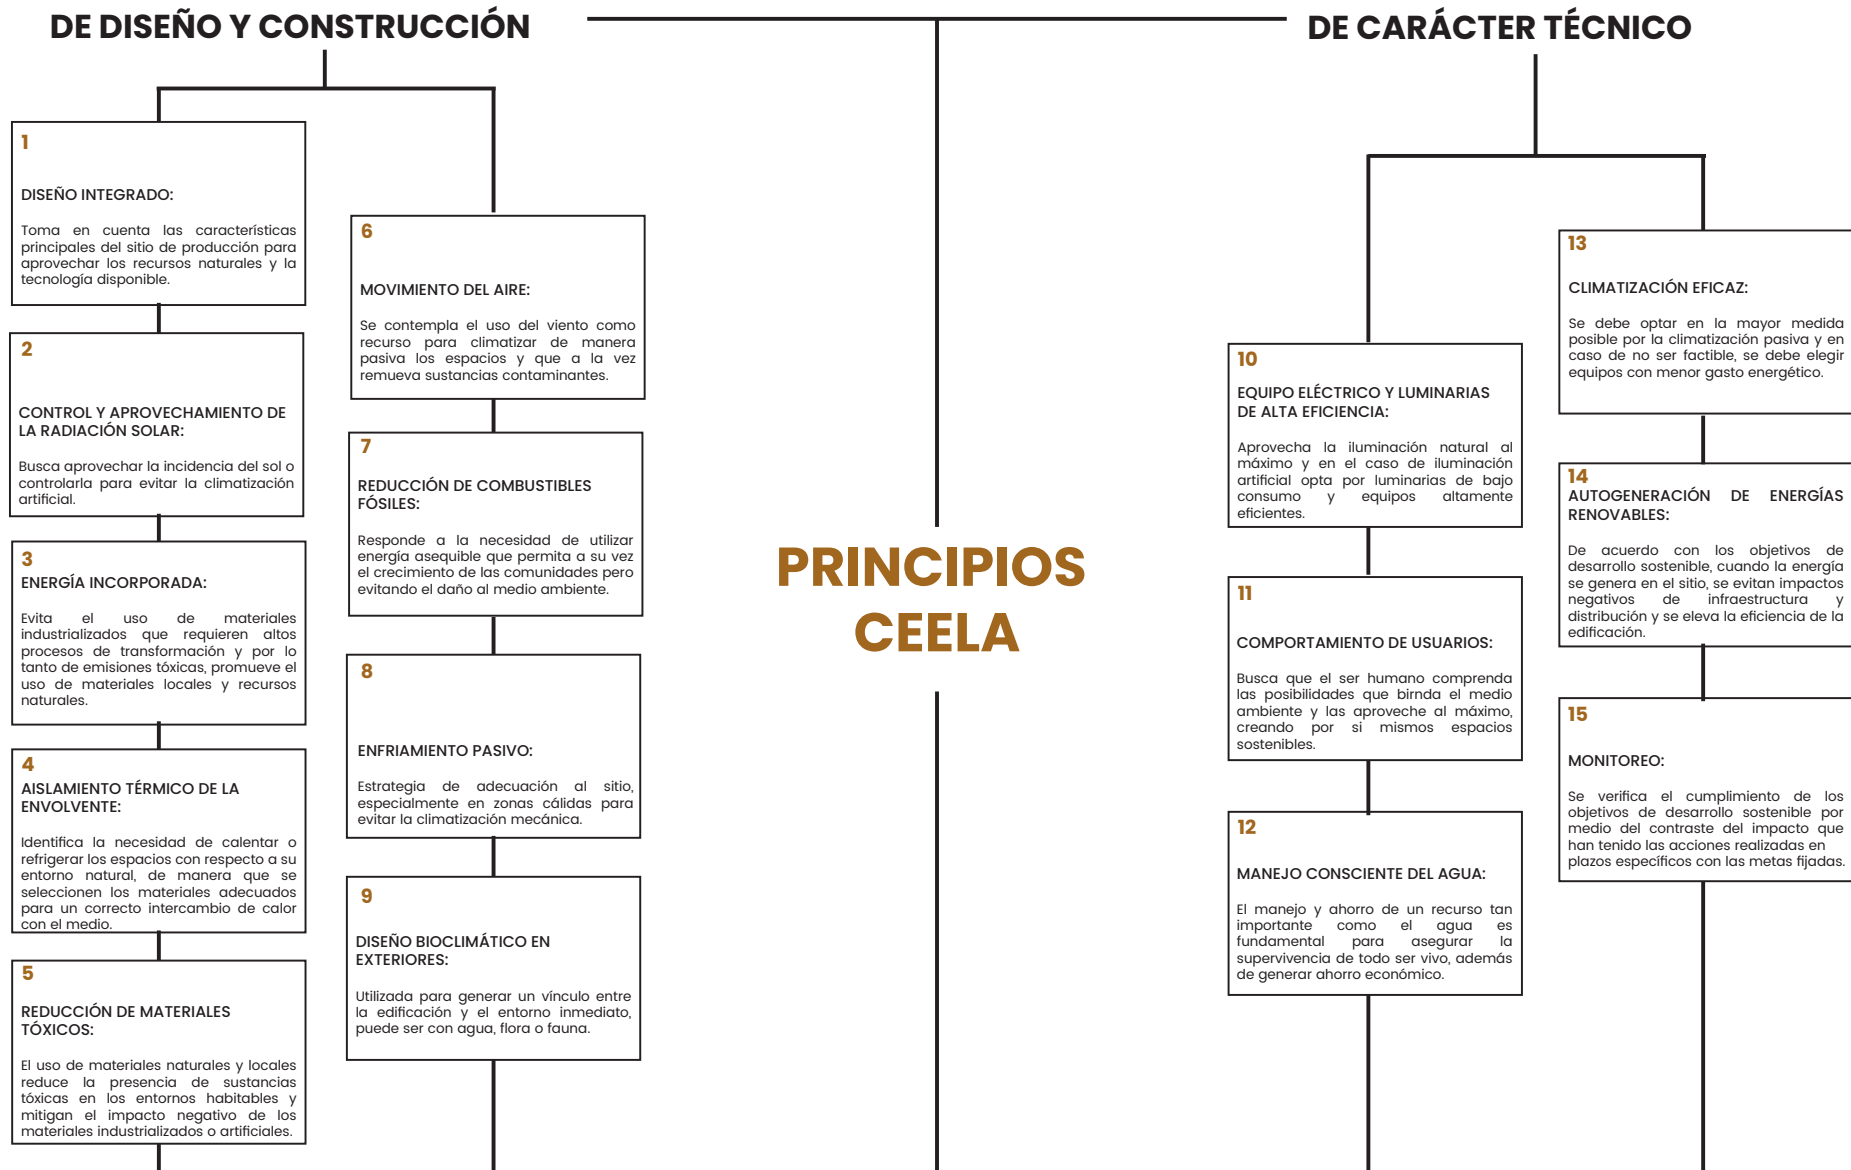 DE DISEÑO Y CONSTRUCCIÓN
1
DISEÑO INTEGRADO:
Toma en cuenta las características
principales del sitio de producción para
aprovechar los recursos naturales y la
tecnología disponible.
2
CONTROL Y APROVECHAMIENTO DE
LA RADIACIÓN SOLAR:
Busca aprovechar la incidencia del sol o
controlarla para evitar la climatización
artificial.
3
ENERGÍA INCORPORADA:
Evita el uso de materiales
industrializados que requieren altos
procesos de transformación y por lo
tanto de emisiones tóxicas, promueve el
uso de materiales locales y recursos
naturales.
4
AISLAMIENTO TÉRMICO DE LA
ENVOLVENTE:
Identifica la necesidad de calentar o
refrigerar los espacios con respecto a su
entorno natural, de manera que se
seleccionen los materiales adecuados
para un correcto intercambio de calor
con el medio.
5
REDUCCIÓN DE MATERIALES
TÓXICOS:
El uso de materiales naturales y locales
reduce la presencia de sustancias
tóxicas en los entornos habitables y
mitigan el impacto negativo de los
materiales industrializados o artificiales.
6
MOVIMIENTO DEL AIRE:
Se contempla el uso del viento como
recurso para climatizar de manera
pasiva los espacios y que a la vez
remueva sustancias contaminantes.
7
REDUCCIÓN DE COMBUSTIBLES
FÓSILES:
Responde a la necesidad de utilizar
energía asequible que permita a su vez
el crecimiento de las comunidades pero
evitando el daño al medio ambiente.
8
ENFRIAMIENTO PASIVO:
Estrategia de adecuación al sitio,
especialmente en zonas cálidas para
evitar la climatización mecánica.
9
DISEÑO BIOCLIMÁTICO EN
EXTERIORES:
Utilizada para generar un vínculo entre
la edificación y el entorno inmediato,
puede ser con agua, flora o fauna.
PRINCIPIOS
CEELA
DE CARÁCTER TÉCNICO
10
EQUIPO ELÉCTRICO Y LUMINARIAS
DE ALTA EFICIENCIA:
Aprovecha la iluminación natural al
máximo y en el caso de iluminación
artificial opta por luminarias de bajo
consumo y equipos altamente
eficientes.
11
COMPORTAMIENTO DE USUARIOS:
Busca que el ser humano comprenda
las posibilidades que birnda el medio
ambiente y las aproveche al máximo,
creando por si mismos espacios
sostenibles.
12
MANEJO CONSCIENTE DEL AGUA:
El manejo y ahorro de un recurso tan
importante como el agua es
fundamental para asegurar la
supervivencia de todo ser vivo, además
de generar ahorro económico.
13
CLIMATIZACIÓN EFICAZ:
Se debe optar en la mayor medida
posible por la climatización pasiva y en
caso de no ser factible, se debe elegir
equipos con menor gasto energético.
14
AUTOGENERACIÓN DE ENERGÍAS
RENOVABLES:
De acuerdo con los objetivos de
desarrollo sostenible, cuando la energía
se genera en el sitio, se evitan impactos
negativos de infraestructura y
distribución y se eleva la eficiencia de la
edificación.
15
MONITOREO:
Se verifica el cumplimiento de los
objetivos de desarrollo sostenible por
medio del contraste del impacto que
han tenido las acciones realizadas en
plazos específicos con las metas fijadas.